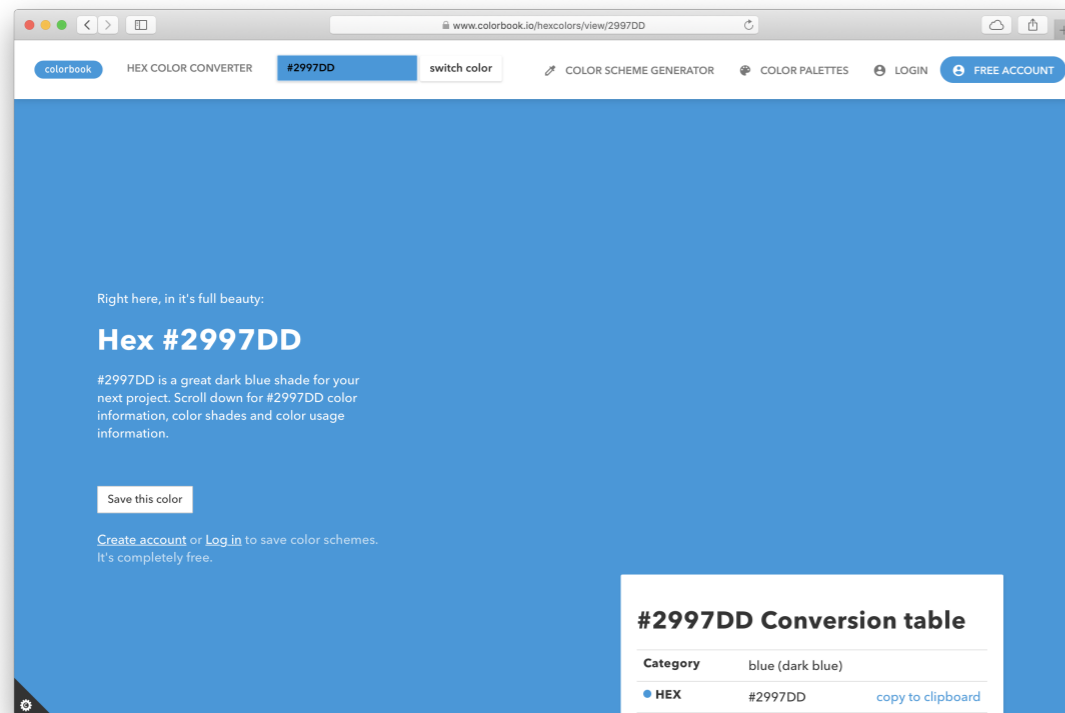 www.colorbook.io/hexcolors/view/2997DD
colorbook HEX COLOR CONVERTER #2997DD switch color COLOR SCHEME GENERATOR COLOR PALETTES LOGIN FREE ACCOUNT
Right here, in it's full beauty:
Hex #2997DD
#2997DD is a great dark blue shade for your
next project. Scroll down for #2997DD color
information, color shades and color usage
information.
Save this color
Create account or Log in to save color schemes.
It's completely free.
#2997DD Conversion table
Category blue (dark blue)
HEX #2997DD copy to clipboard